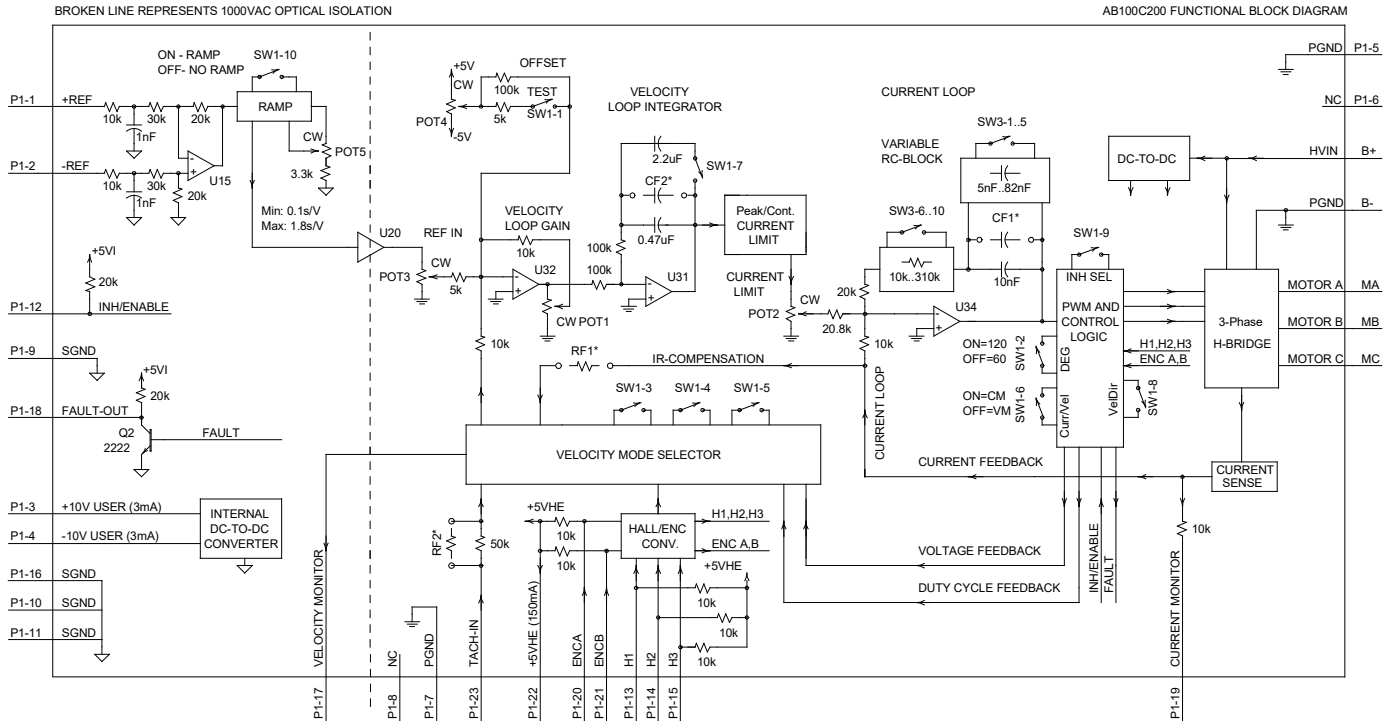 BROKEN LINE REPRESENTS 1000VAC OPTICAL ISOLATION
AB100C200 FUNCTIONAL BLOCK DIAGRAM
ON - RAMP
OFF- NO RAMP
SW1-10
RAMP
P1-1
+REF
10k
30k
20k
1nF
CW
POT5
3.3k
P1-2
-REF
10k
30k
U15
1nF
20k
Min: 0.1s/V
Max: 1.8s/V
U20
+5VI
20k
P1-12
INH/ENABLE
P1-9
SGND
+5VI
20k
P1-18
FAULT-OUT
Q2
2222
FAULT
P1-3
+10V USER (3mA)
P1-4
-10V USER (3mA)
INTERNAL
DC-TO-DC
CONVERTER
P1-16
SGND
P1-10
SGND
P1-11
SGND
+5V
CW
POT4
-5V
OFFSET
100k
TEST
SW1-1
5k
REF IN
POT3
CW
5k
VELOCITY
LOOP GAIN
10k
U32
CW POT1
10k
VELOCITY
LOOP INTEGRATOR
2.2uF
SW1-7
CF2*
0.47uF
100k
100k
U31
Peak/Cont.
CURRENT
LIMIT
CURRENT
LIMIT
CW
POT2
20.8k
CURRENT LOOP
VARIABLE
RC-BLOCK
SW3-1..5
5nF..82nF
SW3-6..10
10k..310k
CF1*
10nF
20k
U34
10k
RF1*
IR-COMPENSATION
CURRENT LOOP
SW1-3
SW1-4
SW1-5
VELOCITY MODE SELECTOR
SW1-9
INH SEL
PWM AND
CONTROL
LOGIC
ON=120
OFF=60
SW1-2
DEG
ON=CM
OFF=VM
SW1-6
Curr/Vel
VelDir
SW1-8
H1,H2,H3
ENC A,B
DC-TO-DC
3-Phase
H-BRIDGE
CURRENT
SENSE
CURRENT FEEDBACK
VOLTAGE FEEDBACK
DUTY CYCLE FEEDBACK
INH/ENABLE
FAULT
10k
CURRENT MONITOR
P1-19
PGND
P1-5
NC
P1-6
HVIN
B+
PGND
B-
MOTOR A
MA
MOTOR B
MB
MOTOR C
MC
VELOCITY MONITOR
P1-17
NC
P1-8
PGND
P1-7
RF2*
50k
TACH-IN
P1-23
+5VHE
10k
10k
HALL/ENC
CONV.
H1,H2,H3
ENC A,B
+5VHE
10k
10k
10k
+5VHE (150mA)
P1-22
ENCA
P1-20
ENCB
P1-21
H1
P1-13
H2
P1-14
H3
P1-15